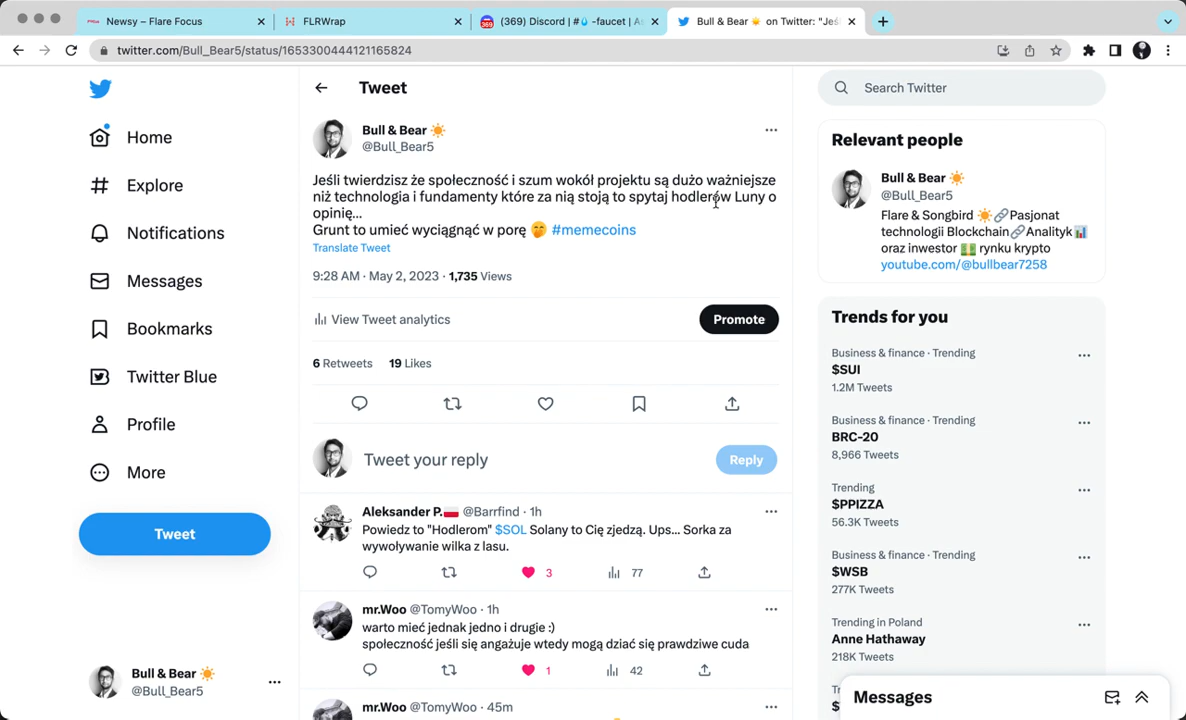 Newsy – Flare Focus
FLRWrap
(369) Discord | #💧-faucet | A
Bull & Bear ☀️ on Twitter: "Jeś
twitter.com/Bull_Bear5/status/1653300444121165824
Home
Explore
Notifications
Messages
Bookmarks
Twitter Blue
Profile
More
Tweet
Bull & Bear ☀️
@Bull_Bear5
Tweet
Bull & Bear ☀️
@Bull_Bear5
Jeśli twierdzisz że społeczność i szum wokół projektu są dużo ważniejsze
niż technologia i fundamenty które za nią stoją to spytaj hodlerów Luny o
opinię...
Grunt to umieć wyciągnąć w porę 🤭 #memecoins
Translate Tweet
9:28 AM · May 2, 2023 · 1,735 Views
View Tweet analytics
Promote
6 Retweets 19 Likes
Tweet your reply
Reply
Aleksander P.🇵🇱 @Barrfind · 1h
Powiedz to "Hodlerom" $SOL Solany to Cię zjedzą. Ups... Sorka za
wywoływanie wilka z lasu.
3 77
mr.Woo @TomyWoo · 1h
warto mieć jednak jedno i drugie :)
społeczność jeśli się angażuje wtedy mogą dziać się prawdziwe cuda
1 42
mr.Woo @TomyWoo · 45m
Search Twitter
Relevant people
Bull & Bear ☀️
@Bull_Bear5
Flare & Songbird ☀️🔗Pasjonat
technologii Blockchain🔗Analityk📊
oraz inwestor 💵 rynku krypto
youtube.com/@bullbear7258
Trends for you
Business & finance · Trending
$SUI
1.2M Tweets
Business & finance · Trending
BRC-20
8,966 Tweets
Trending
$PPIZZA
56.3K Tweets
Business & finance · Trending
$WSB
277K Tweets
Trending in Poland
Anne Hathaway
218K Tweets
Messages